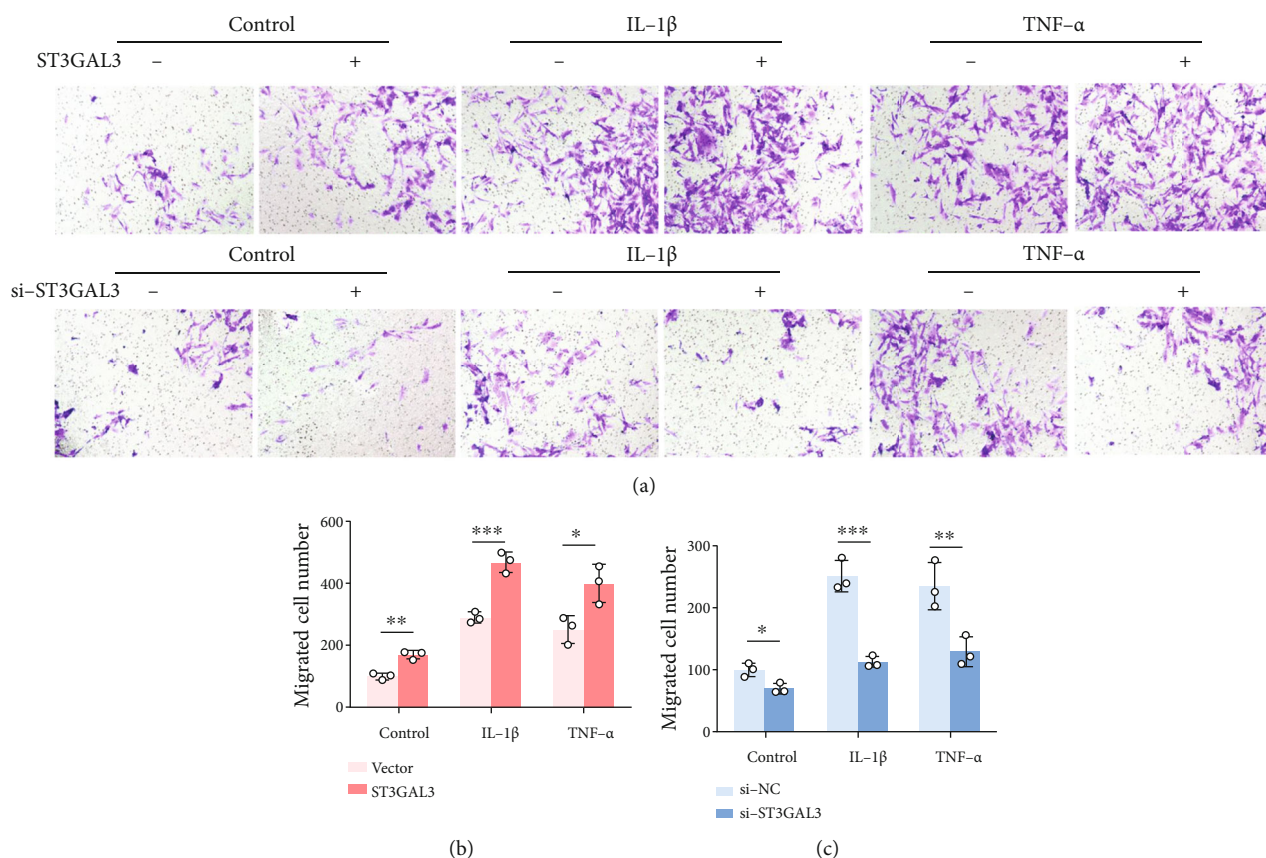 Control IL–1β TNF–α
ST3GAL3 – + – + – +
Control IL–1β TNF–α
si–ST3GAL3 – + – + – +
(a)
Migrated cell number
600
400
200
0
** *** *
Control IL–1β TNF–α
Vector
ST3GAL3
(b)
Migrated cell number
300
200
100
0
* *** **
Control IL–1β TNF–α
si–NC
si–ST3GAL3
(c)